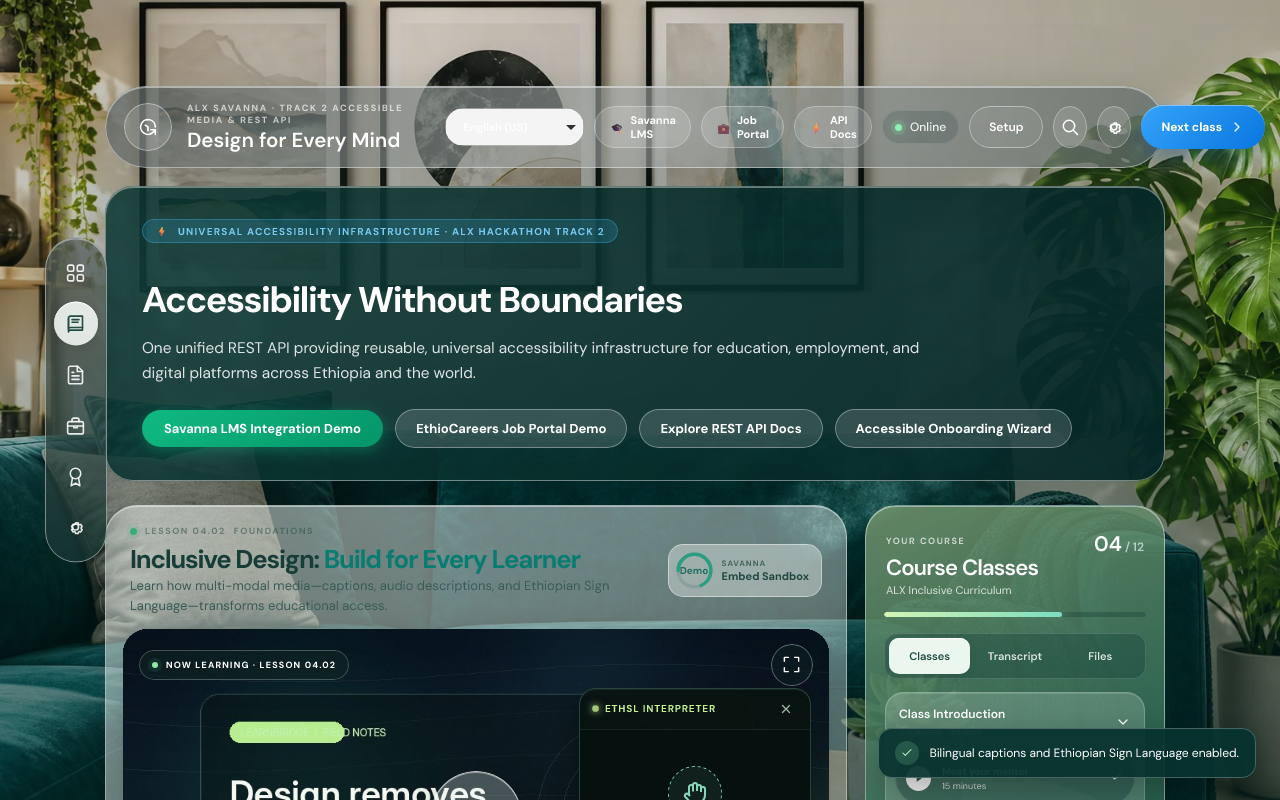 ALX SAVANNA · TRACK 2 ACCESSIBLE
MEDIA & REST API
Design for Every Mind
English (US)
Savanna
LMS
Job
Portal
API
Docs
Online
Setup
Next class
UNIVERSAL ACCESSIBILITY INFRASTRUCTURE · ALX HACKATHON TRACK 2
Accessibility Without Boundaries
One unified REST API providing reusable, universal accessibility infrastructure for education, employment, and
digital platforms across Ethiopia and the world.
Savanna LMS Integration Demo
EthioCareers Job Portal Demo
Explore REST API Docs
Accessible Onboarding Wizard
LESSON 04.02 FOUNDATIONS
Inclusive Design: Build for Every Learner
Learn how multi-modal media—captions, audio descriptions, and Ethiopian Sign
Language—transforms educational access.
Demo
SAVANNA
Embed Sandbox
NOW LEARNING · LESSON 04.02
NOTES
Design removes
ETHSL INTERPRETER
YOUR COURSE
04 / 12
Course Classes
ALX Inclusive Curriculum
Classes
Transcript
Files
Class Introduction
Bilingual captions and Ethiopian Sign Language enabled.
Meet your mentor
15 minutes